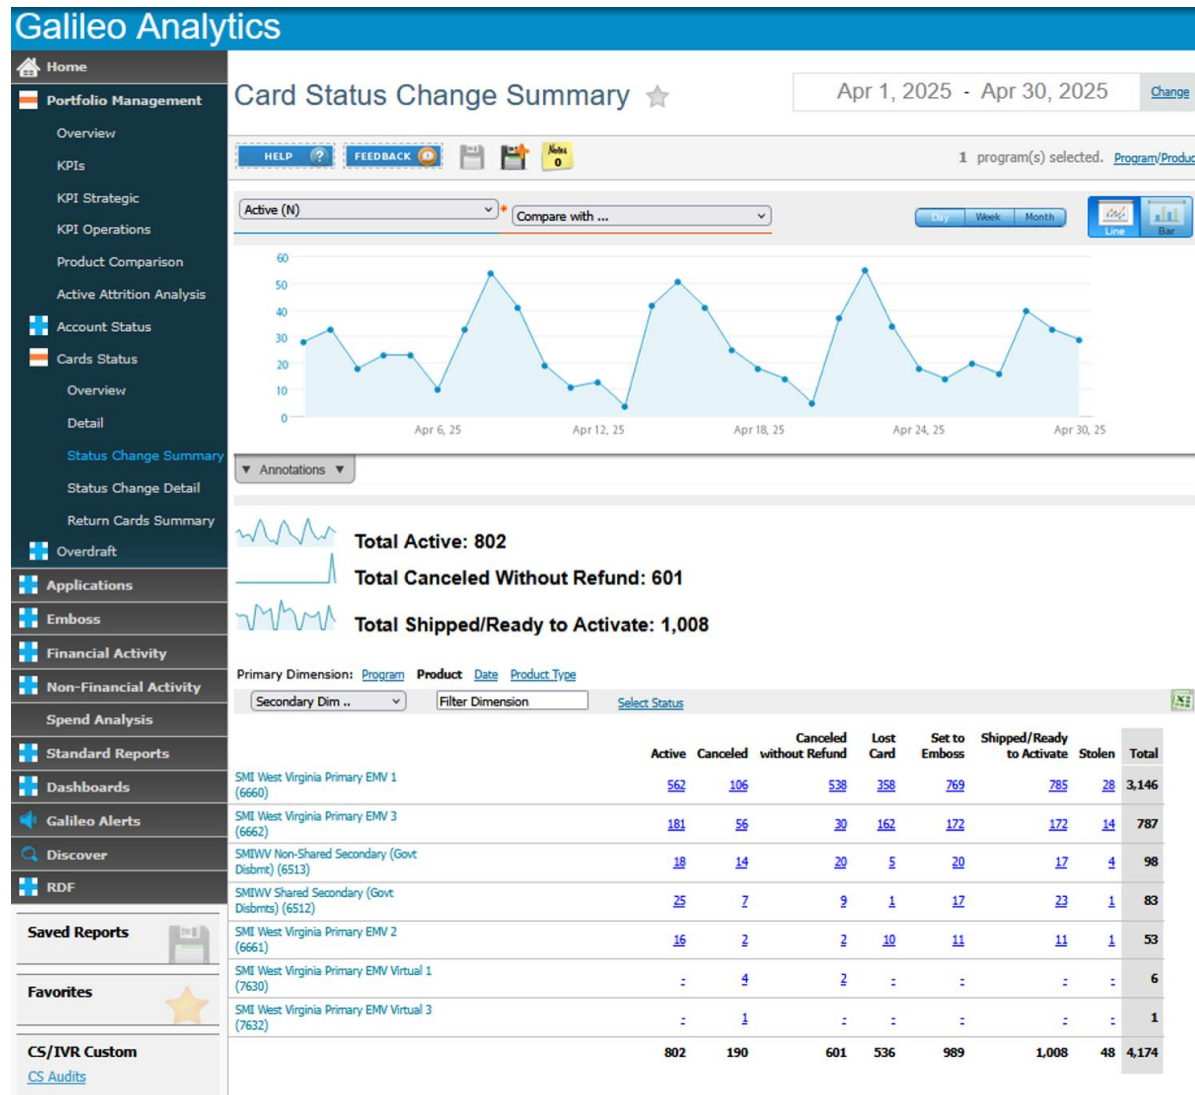 Galileo Analytics
Home
Portfolio Management
Overview
KPIs
KPI Strategic
KPI Operations
Product Comparison
Active Attrition Analysis
Account Status
Cards Status
Overview
Detail
Status Change Summary
Status Change Detail
Return Cards Summary
Overdraft
Applications
Emboss
Financial Activity
Non-Financial Activity
Spend Analysis
Standard Reports
Dashboards
Galileo Alerts
Discover
RDF
Saved Reports
Favorites
CS/IVR Custom
CS Audits
Card Status Change Summary
Apr 1, 2025 - Apr 30, 2025 Change
HELP ? FEEDBACK Notes 0
1 program(s) selected. Program/Produc
Active (N) * Compare with ...
Day Week Month Line Bar
60
50
40
30
20
10
0
Apr 6, 25 Apr 12, 25 Apr 18, 25 Apr 24, 25 Apr 30, 25
▼ Annotations ▼
Total Active: 802
Total Canceled Without Refund: 601
Total Shipped/Ready to Activate: 1,008
Primary Dimension: Program Product Date Product Type
Secondary Dim .. Filter Dimension Select Status
Active Canceled Canceled without Refund Lost Card Set to Emboss Shipped/Ready to Activate Stolen Total
SMI West Virginia Primary EMV 1
(6660) 562 106 538 358 769 785 28 3,146
SMI West Virginia Primary EMV 3
(6662) 181 56 30 162 172 172 14 787
SMIWV Non-Shared Secondary (Govt
Disbmt) (6513) 18 14 20 5 20 17 4 98
SMIWV Shared Secondary (Govt
Disbmts) (6512) 25 7 9 1 17 23 1 83
SMI West Virginia Primary EMV 2
(6661) 16 2 2 10 11 11 1 53
SMI West Virginia Primary EMV Virtual 1
(7630) - 4 2 - - - - 6
SMI West Virginia Primary EMV Virtual 3
(7632) - 1 - - - - - 1
802 190 601 536 989 1,008 48 4,174